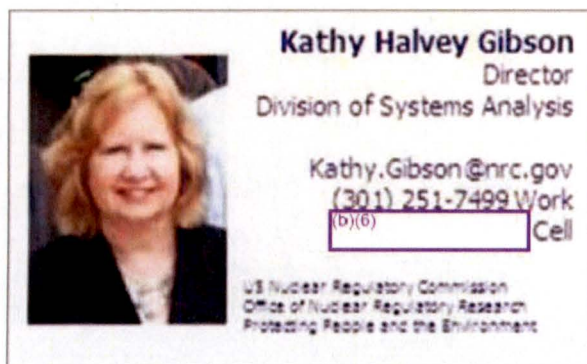 Kathy Halvey Gibson
Director
Division of Systems Analysis
Kathy.Gibson@nrc.gov
(301) 251-7499 Work
(b)(6) Cell
US Nuclear Regulatory Commission
Office of Nuclear Regulatory Research
Protecting People and the Environment